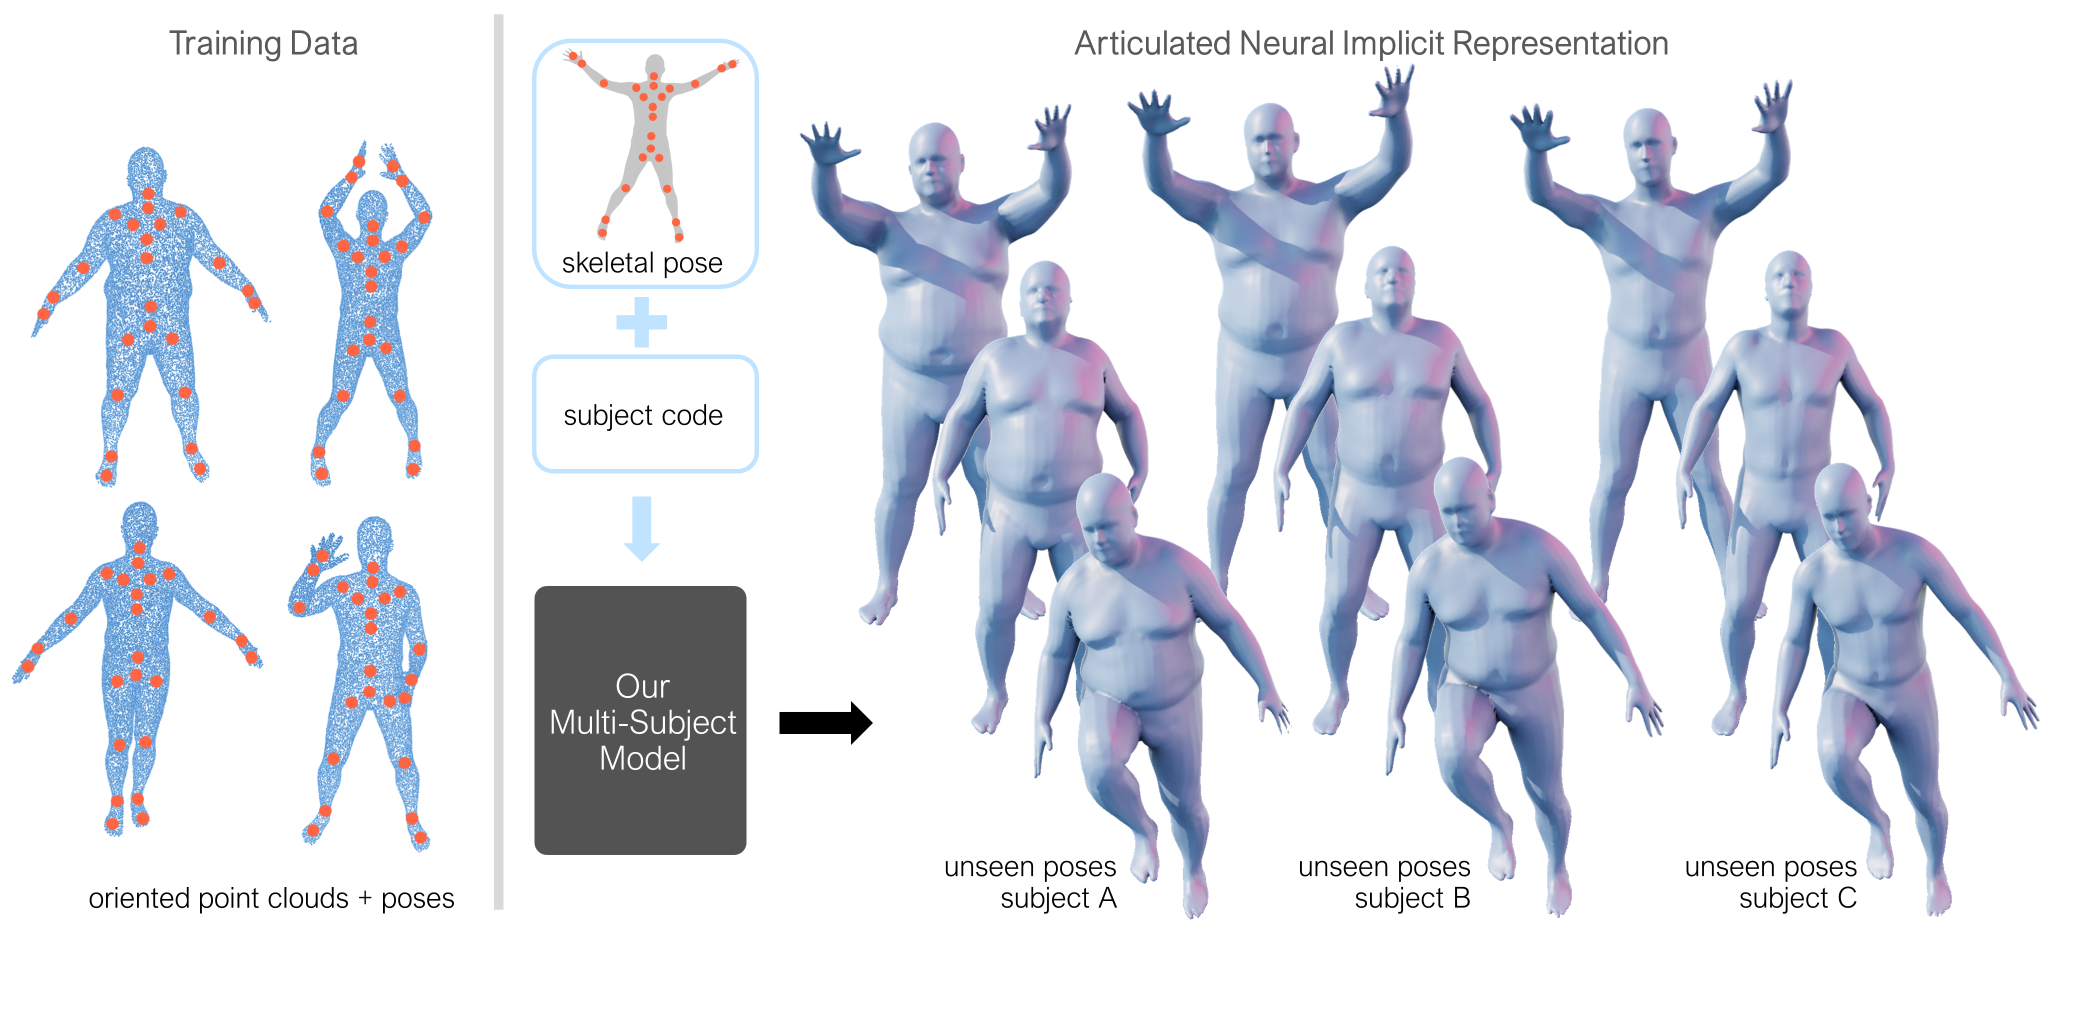 Training Data
oriented point clouds + poses
skeletal pose
subject code
Our
Multi-Subject
Model
Articulated Neural Implicit Representation
unseen poses
subject A
unseen poses
subject B
unseen poses
subject C